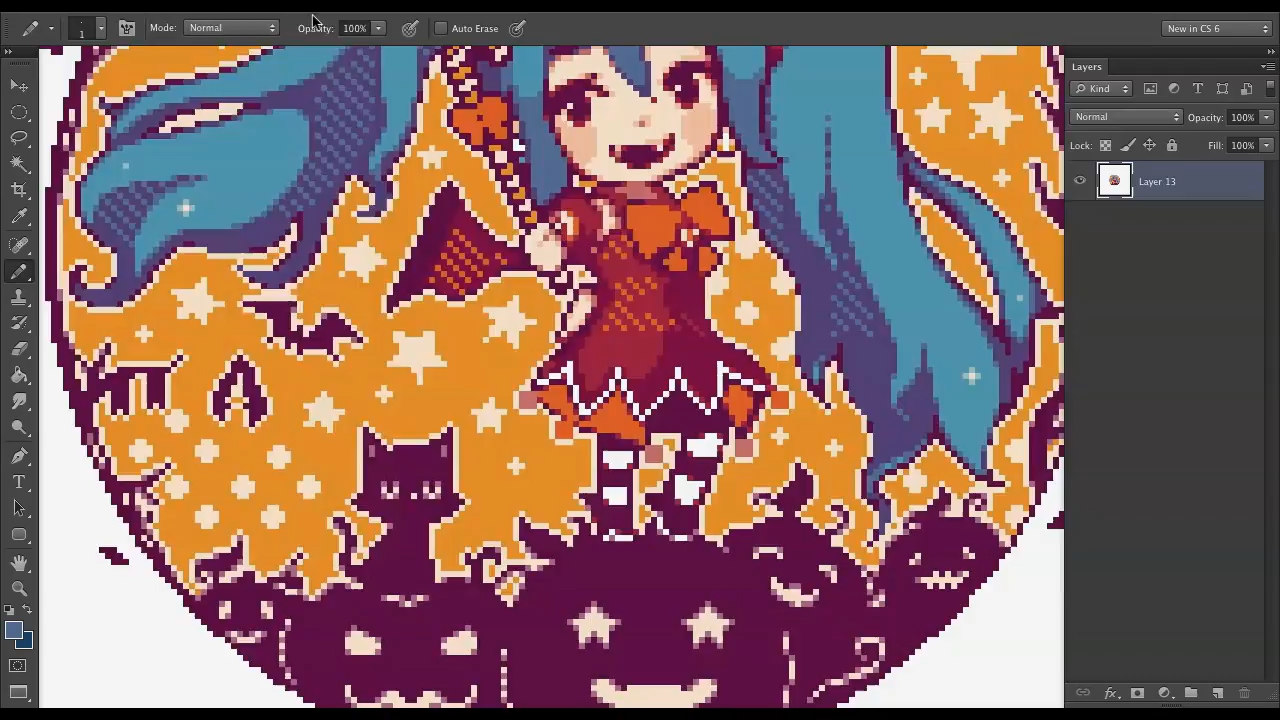 1 Mode: Normal Opacity: 100% Auto Erase New in CS 6
Layers
Kind
Normal Opacity: 100%
Lock: Fill: 100%
Layer 13